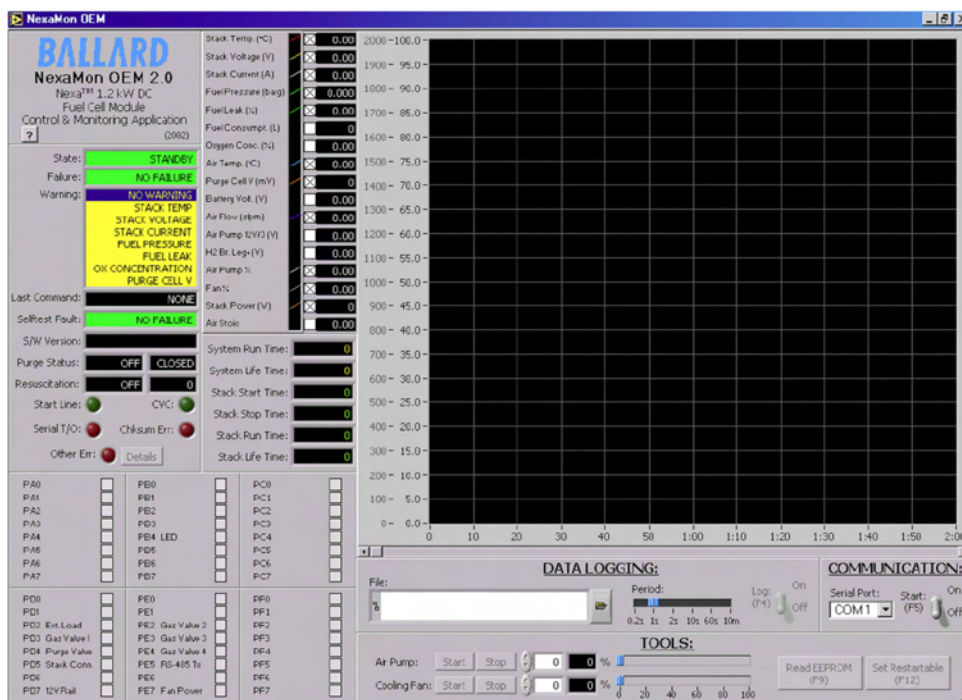 NexaMon OEM
BALLARD
NexaMon OEM 2.0
Nexa™ 1.2 kW DC
Fuel Cell Module
Control & Monitoring Application
? (2002)
State: STANDBY
Failure: NO FAILURE
Warning: NO WARNING
STACK TEMP
STACK VOLTAGE
STACK CURRENT
FUEL PRESSURE
FUEL LEAK
OX CONCENTRATION
PURGE CELL V
Last Command: NONE
Selftest Fault: NO FAILURE
S/W Version:
Purge Status: OFF CLOSED
Resuscitation: OFF 0
Start Line: CVC:
Serial T/O: Chksum Err:
Other Err: Details
Stack Temp. (°C) 0.00
Stack Voltage (V) 0.00
Stack Current (A) 0.00
Fuel Pressure (barg) 0.000
Fuel Leak (%) 0.00
Fuel Consumpt. (L) 0
Oxygen Conc. (%) 0.00
Air Temp. (°C) 0.00
Purge Cell V (mV) 0
Battery Volt. (V) 0.00
Air Flow (slpm) 0.00
Air Pump 12V/3 (V) 0.00
H2 Br. Leg+ (V) 0.00
Air Pump % 0.00
Fan% 0.00
Stack Power (V) 0
Air Stoic 0.00
System Run Time: 0
System Life Time: 0
Stack Start Time: 0
Stack Stop Time: 0
Stack Run Time: 0
Stack Life Time: 0
2000 100.0
1900 95.0
1800 90.0
1700 85.0
1600 80.0
1500 75.0
1400 70.0
1300 65.0
1200 60.0
1100 55.0
1000 50.0
900 45.0
800 40.0
700 35.0
600 30.0
500 25.0
400 20.0
300 15.0
200 10.0
100 5.0
0 0.0
0 10 20 30 40 50 1:00 1:10 1:20 1:30 1:40 1:50 2:00
PA0 PB0 PC0
PA1 PB1 PC1
PA2 PB2 PC2
PA3 PB3 PC3
PA4 PB4 LED PC4
PA5 PB5 PC5
PA6 PB6 PC6
PA7 PB7 PC7
PD0 PE0 PF0
PD1 PE1 PF1
PD2 Ext.Load PE2 Gas Valve 2 PF2
PD3 Gas Valve 1 PE3 Gas Valve 3 PF3
PD4 Purge Valve PE4 Gas Valve 4 PF4
PD5 Stack Conn. PE5 RS-485 Ts PF5
PD6 PE6 PF6
PD7 12V Rail PE7 Fan Power PF7
DATA LOGGING:
File:
Period:
0.2s 1s 2s 10s 60s 10m
Log: (F4)
On
Off
COMMUNICATION:
Serial Port:
COM1
Start: (F5)
On
Off
TOOLS:
Air Pump: Start Stop 0 0 %
Cooling Fan: Start Stop 0 0 %
0 20 40 60 80 100
Read EEPROM (F9)
Set Restartable (F12)